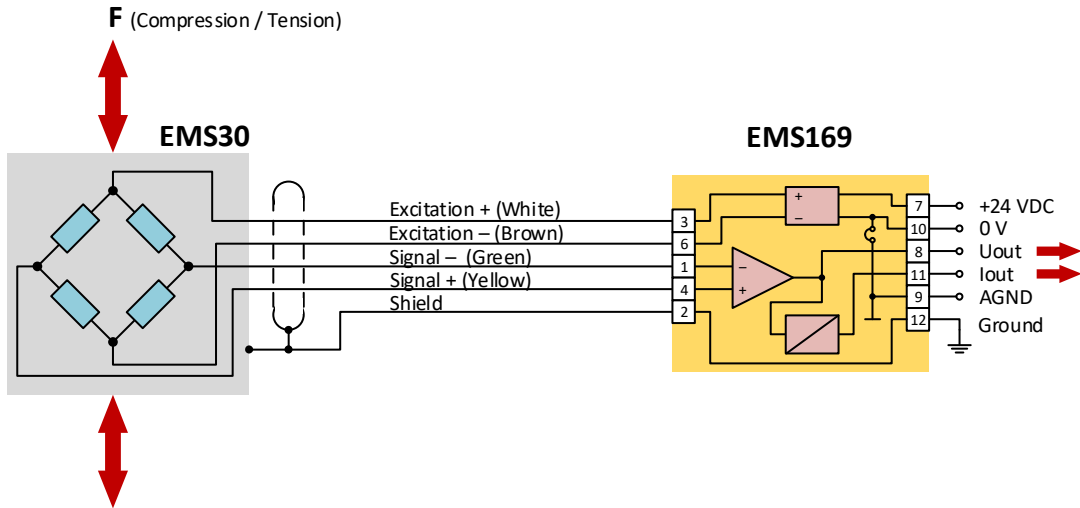 F (Compression / Tension)
EMS30
EMS169
Excitation + (White)
Excitation – (Brown)
Signal – (Green)
Signal + (Yellow)
Shield
3
6
1
4
2
+
–
–
+
7
10
8
11
9
12
+24 VDC
0 V
Uout
Iout
AGND
Ground